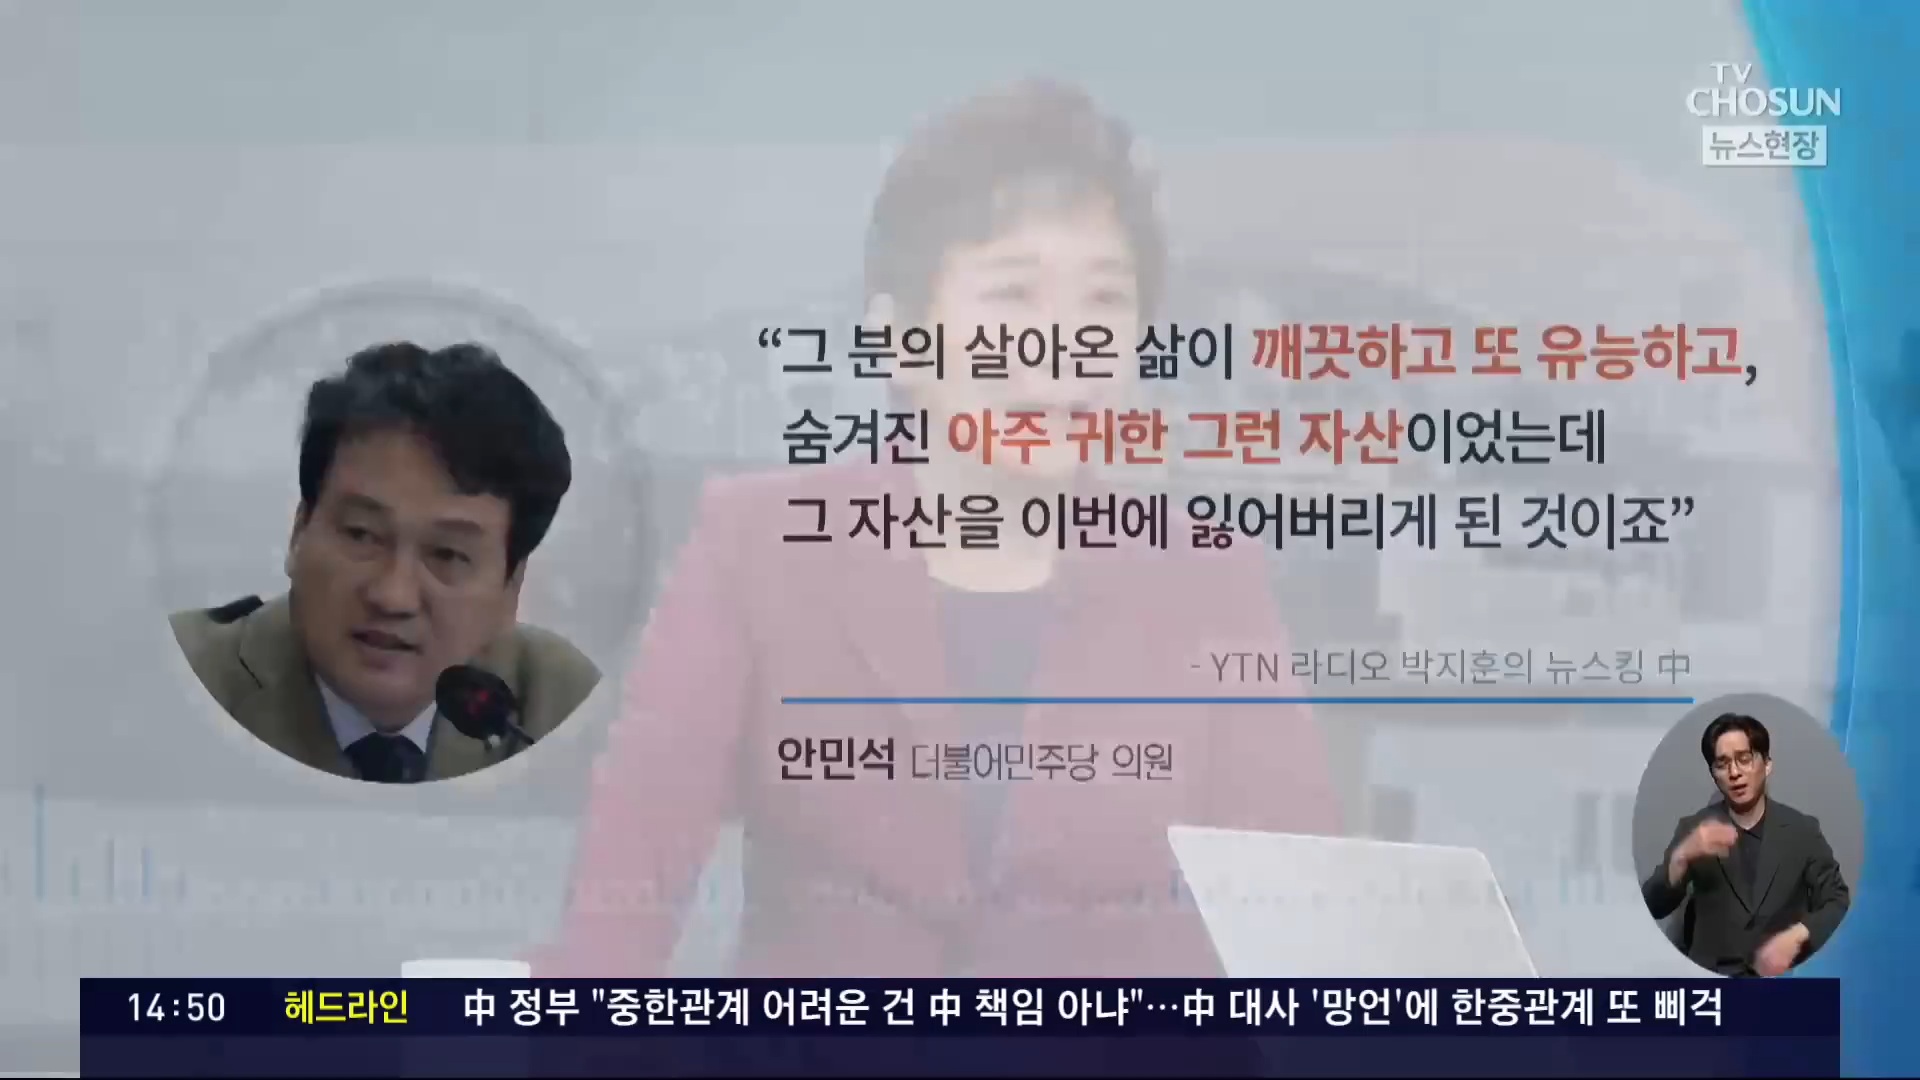 TV
CHOSUN
뉴스현장
“그 분의 살아온 삶이 깨끗하고 또 유능하고,
숨겨진 아주 귀한 그런 자산이었는데
그 자산을 이번에 잃어버리게 된 것이죠”
- YTN 라디오 박지훈의 뉴스킹 中
안민석 더불어민주당 의원
14:50 헤드라인 中 정부 "중한관계 어려운 건 中 책임 아냐"…中 대사 '망언'에 한중관계 또 삐걱